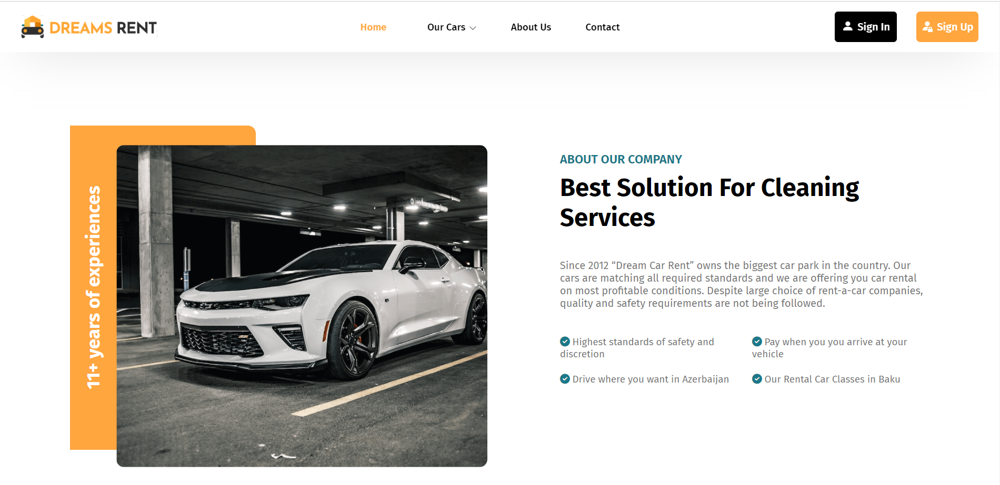 DREAMS RENT
Home
Our Cars
About Us
Contact
Sign In
Sign Up
11+ years of experiences
ABOUT OUR COMPANY
Best Solution For Cleaning
Services
Since 2012 “Dream Car Rent” owns the biggest car park in the country. Our
cars are matching all required standards and we are offering you car rental
on most profitable conditions. Despite large choice of rent-a-car companies,
quality and safety requirements are not being followed.
Highest standards of safety and
discretion
Pay when you you arrive at your
vehicle
Drive where you want in Azerbaijan
Our Rental Car Classes in Baku